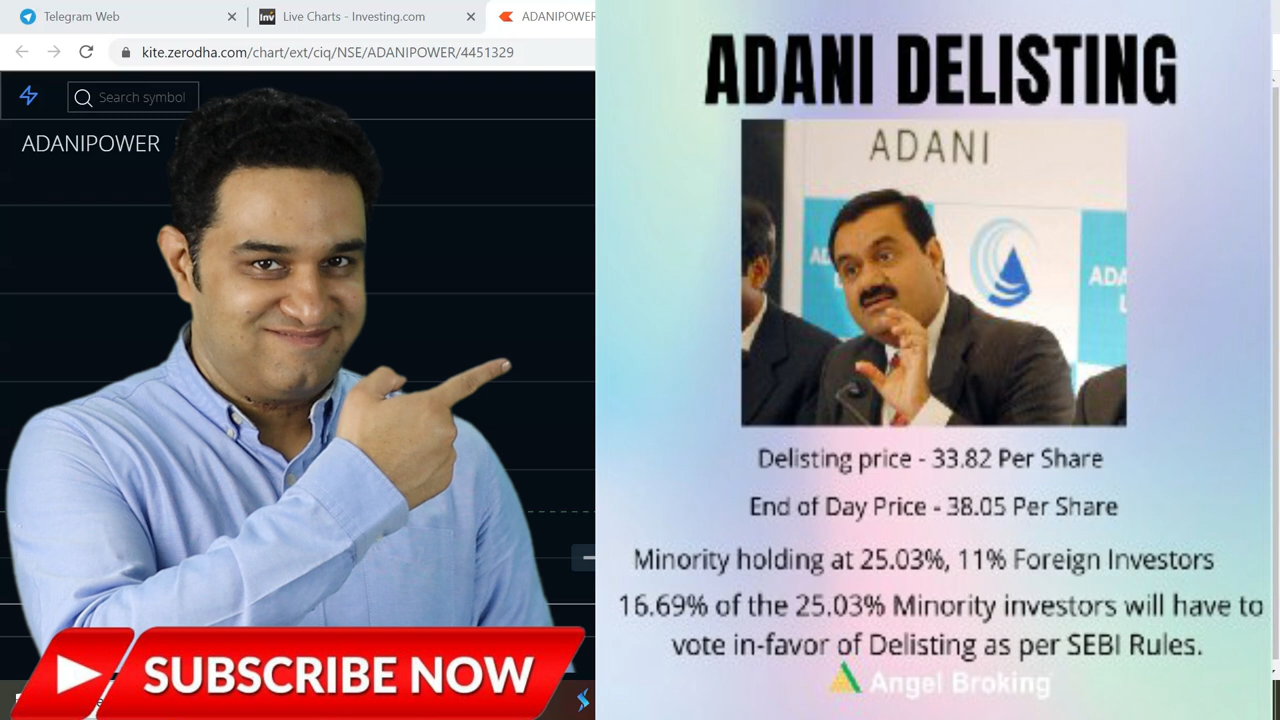 Telegram Web
Live Charts - Investing.com
ADANIPOWER
kite.zerodha.com/chart/ext/ciq/NSE/ADANIPOWER/4451329
Search symbol
ADANIPOWER
SUBSCRIBE NOW
ADANI DELISTING
ADANI
ADA
Delisting price - 33.82 Per Share
End of Day Price - 38.05 Per Share
Minority holding at 25.03%, 11% Foreign Investors
16.69% of the 25.03% Minority investors will have to
vote in-favor of Delisting as per SEBI Rules.
Angel Broking